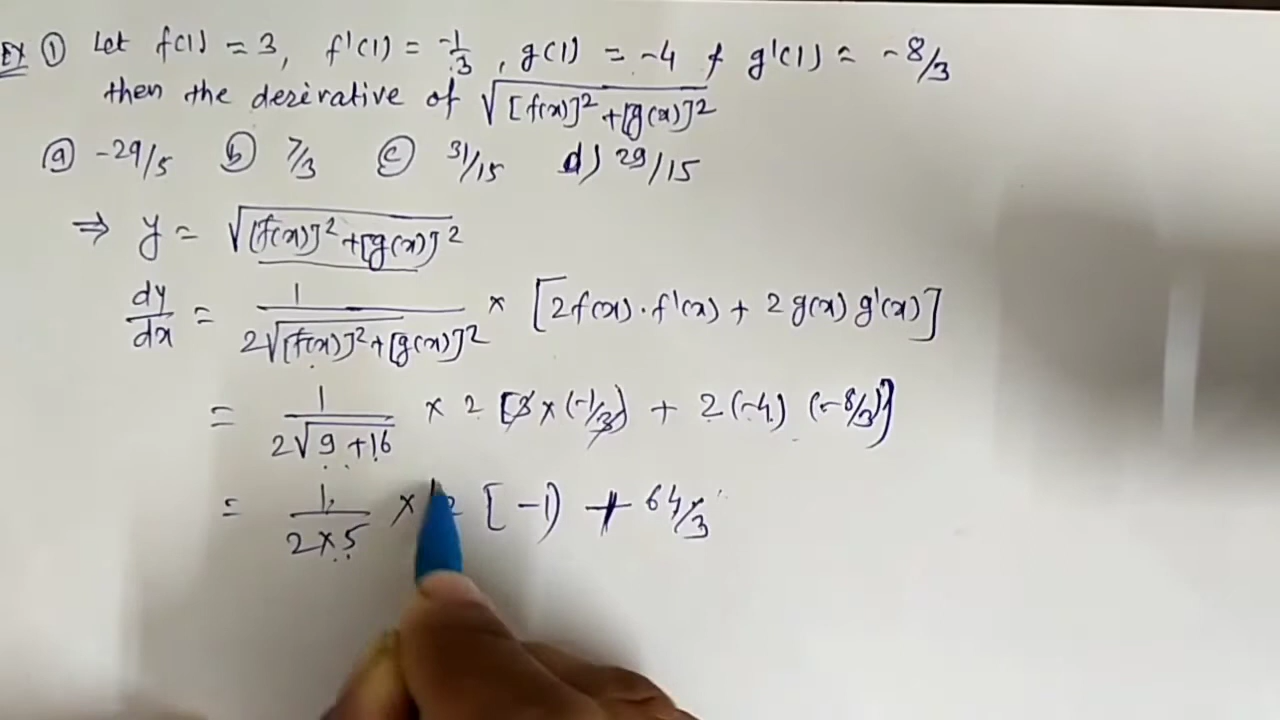 Ex ① Let f(1) = 3, f'(1) = -1/3, g(1) = -4 & g'(1) = -8/3
then the derivative of √[f(x)]²+[g(x)]²
ⓐ -29/5 ⓑ 7/3 ⓒ 31/15 d) 29/15
⇒ y = √[f(x)]²+[g(x)]²
dy/dx = 1/2√[f(x)]²+[g(x)]² × [2f(x)·f'(x) + 2g(x) g'(x)]
= 1/2√9+16 × 2 [3×(-1/3) + 2(-4) (-8/3)]
= 1/2×5 × 2 [-1) + 64/3